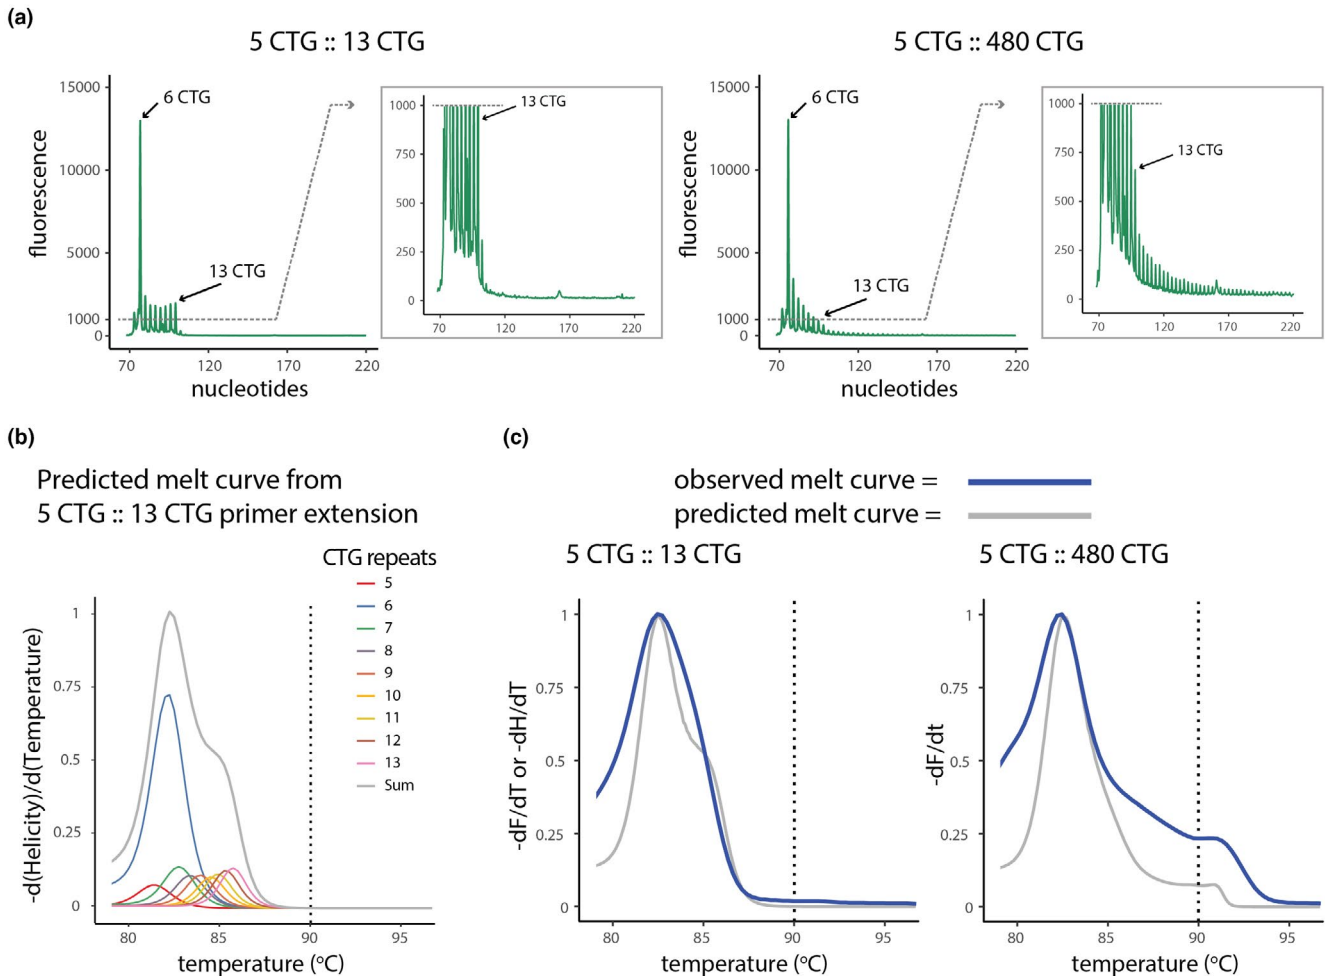 (a)
5 CTG :: 13 CTG
5 CTG :: 480 CTG
fluorescence
15000
10000
5000
1000
0
6 CTG
13 CTG
70 120 170 220
nucleotides
1000
750
500
250
0
13 CTG
70 120 170 220
fluorescence
15000
10000
5000
1000
0
6 CTG
13 CTG
70 120 170 220
nucleotides
1000
750
500
250
0
13 CTG
70 120 170 220
(b)
Predicted melt curve from
5 CTG :: 13 CTG primer extension
CTG repeats
5
6
7
8
9
10
11
12
13
Sum
-d(Helicity)/d(Temperature)
1
0.75
0.5
0.25
0
80 85 90 95
temperature (°C)
(c)
observed melt curve =
predicted melt curve =
5 CTG :: 13 CTG
-dF/dT or -dH/dT
1
0.75
0.5
0.25
0
80 85 90 95
temperature (°C)
5 CTG :: 480 CTG
-dF/dt
1
0.75
0.5
0.25
0
80 85 90 95
temperature (°C)